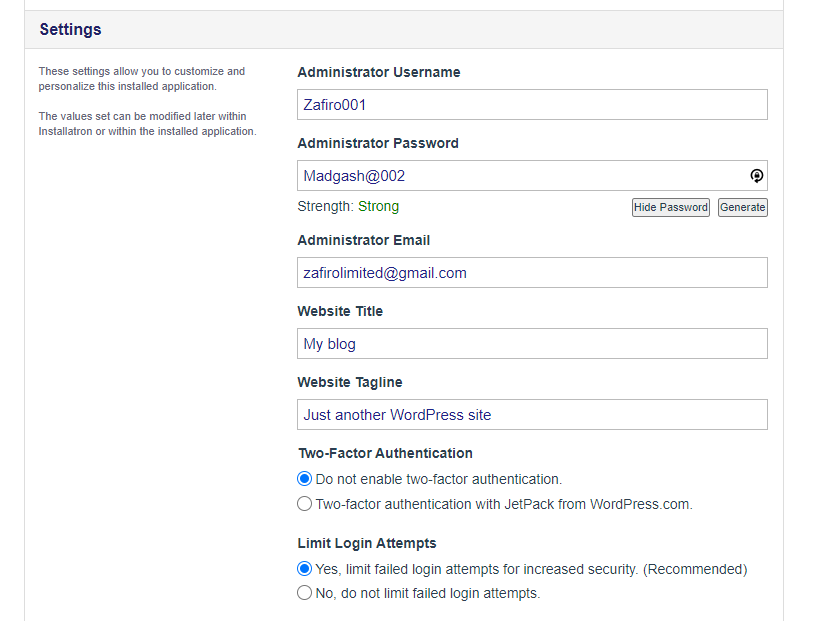 Settings
These settings allow you to customize and
personalize this installed application.
The values set can be modified later within
Installatron or within the installed application.
Administrator Username
Zafiro001
Administrator Password
Madgash@002
Strength: Strong
Hide Password
Generate
Administrator Email
zafirolimited@gmail.com
Website Title
My blog
Website Tagline
Just another WordPress site
Two-Factor Authentication
Do not enable two-factor authentication.
Two-factor authentication with JetPack from WordPress.com.
Limit Login Attempts
Yes, limit failed login attempts for increased security. (Recommended)
No, do not limit failed login attempts.